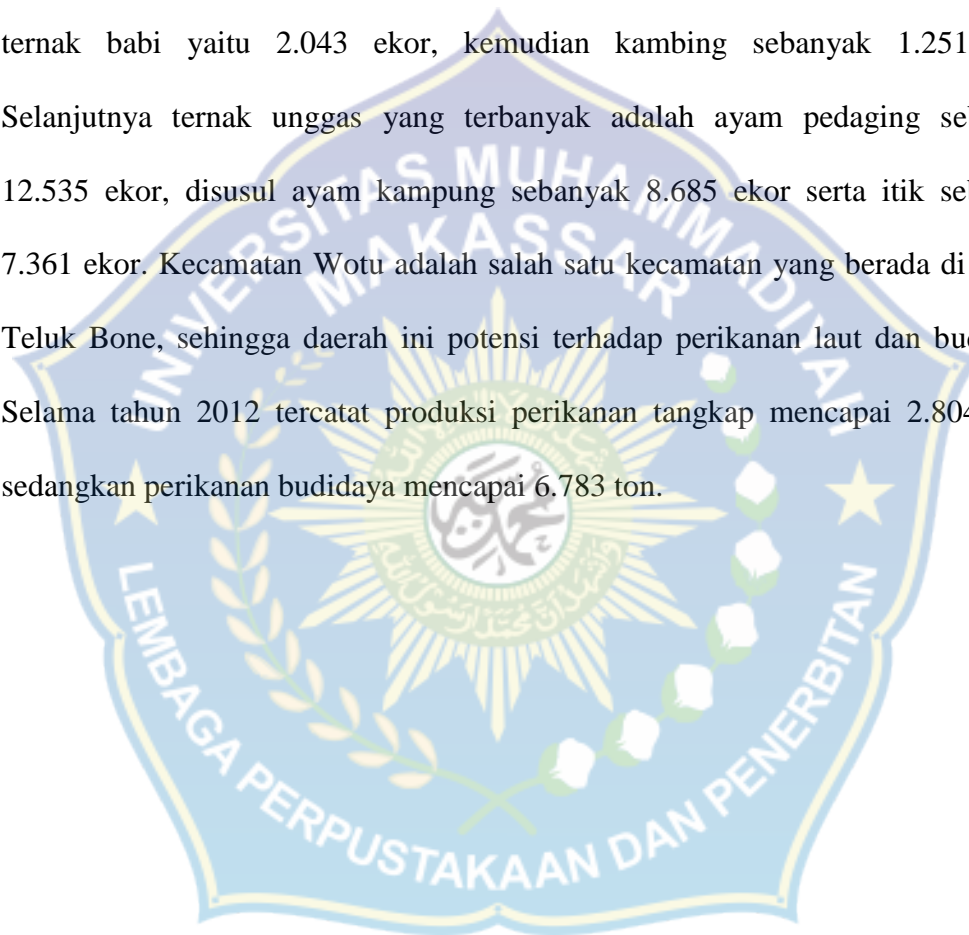 ternak babi yaitu 2.043 ekor, kemudian kambing sebanyak 1.251
Selanjutnya ternak unggas yang terbanyak adalah ayam pedaging se
12.535 ekor, disusul ayam kampung sebanyak 8.685 ekor serta itik se
7.361 ekor. Kecamatan Wotu adalah salah satu kecamatan yang berada di
Teluk Bone, sehingga daerah ini potensi terhadap perikanan laut dan bu
Selama tahun 2012 tercatat produksi perikanan tangkap mencapai 2.804
sedangkan perikanan budidaya mencapai 6.783 ton.
UNIVERSITAS MUHAMMADIYAH
MAKASSAR
LEMBAGA PERPUSTAKAAN DAN PENERBITAN